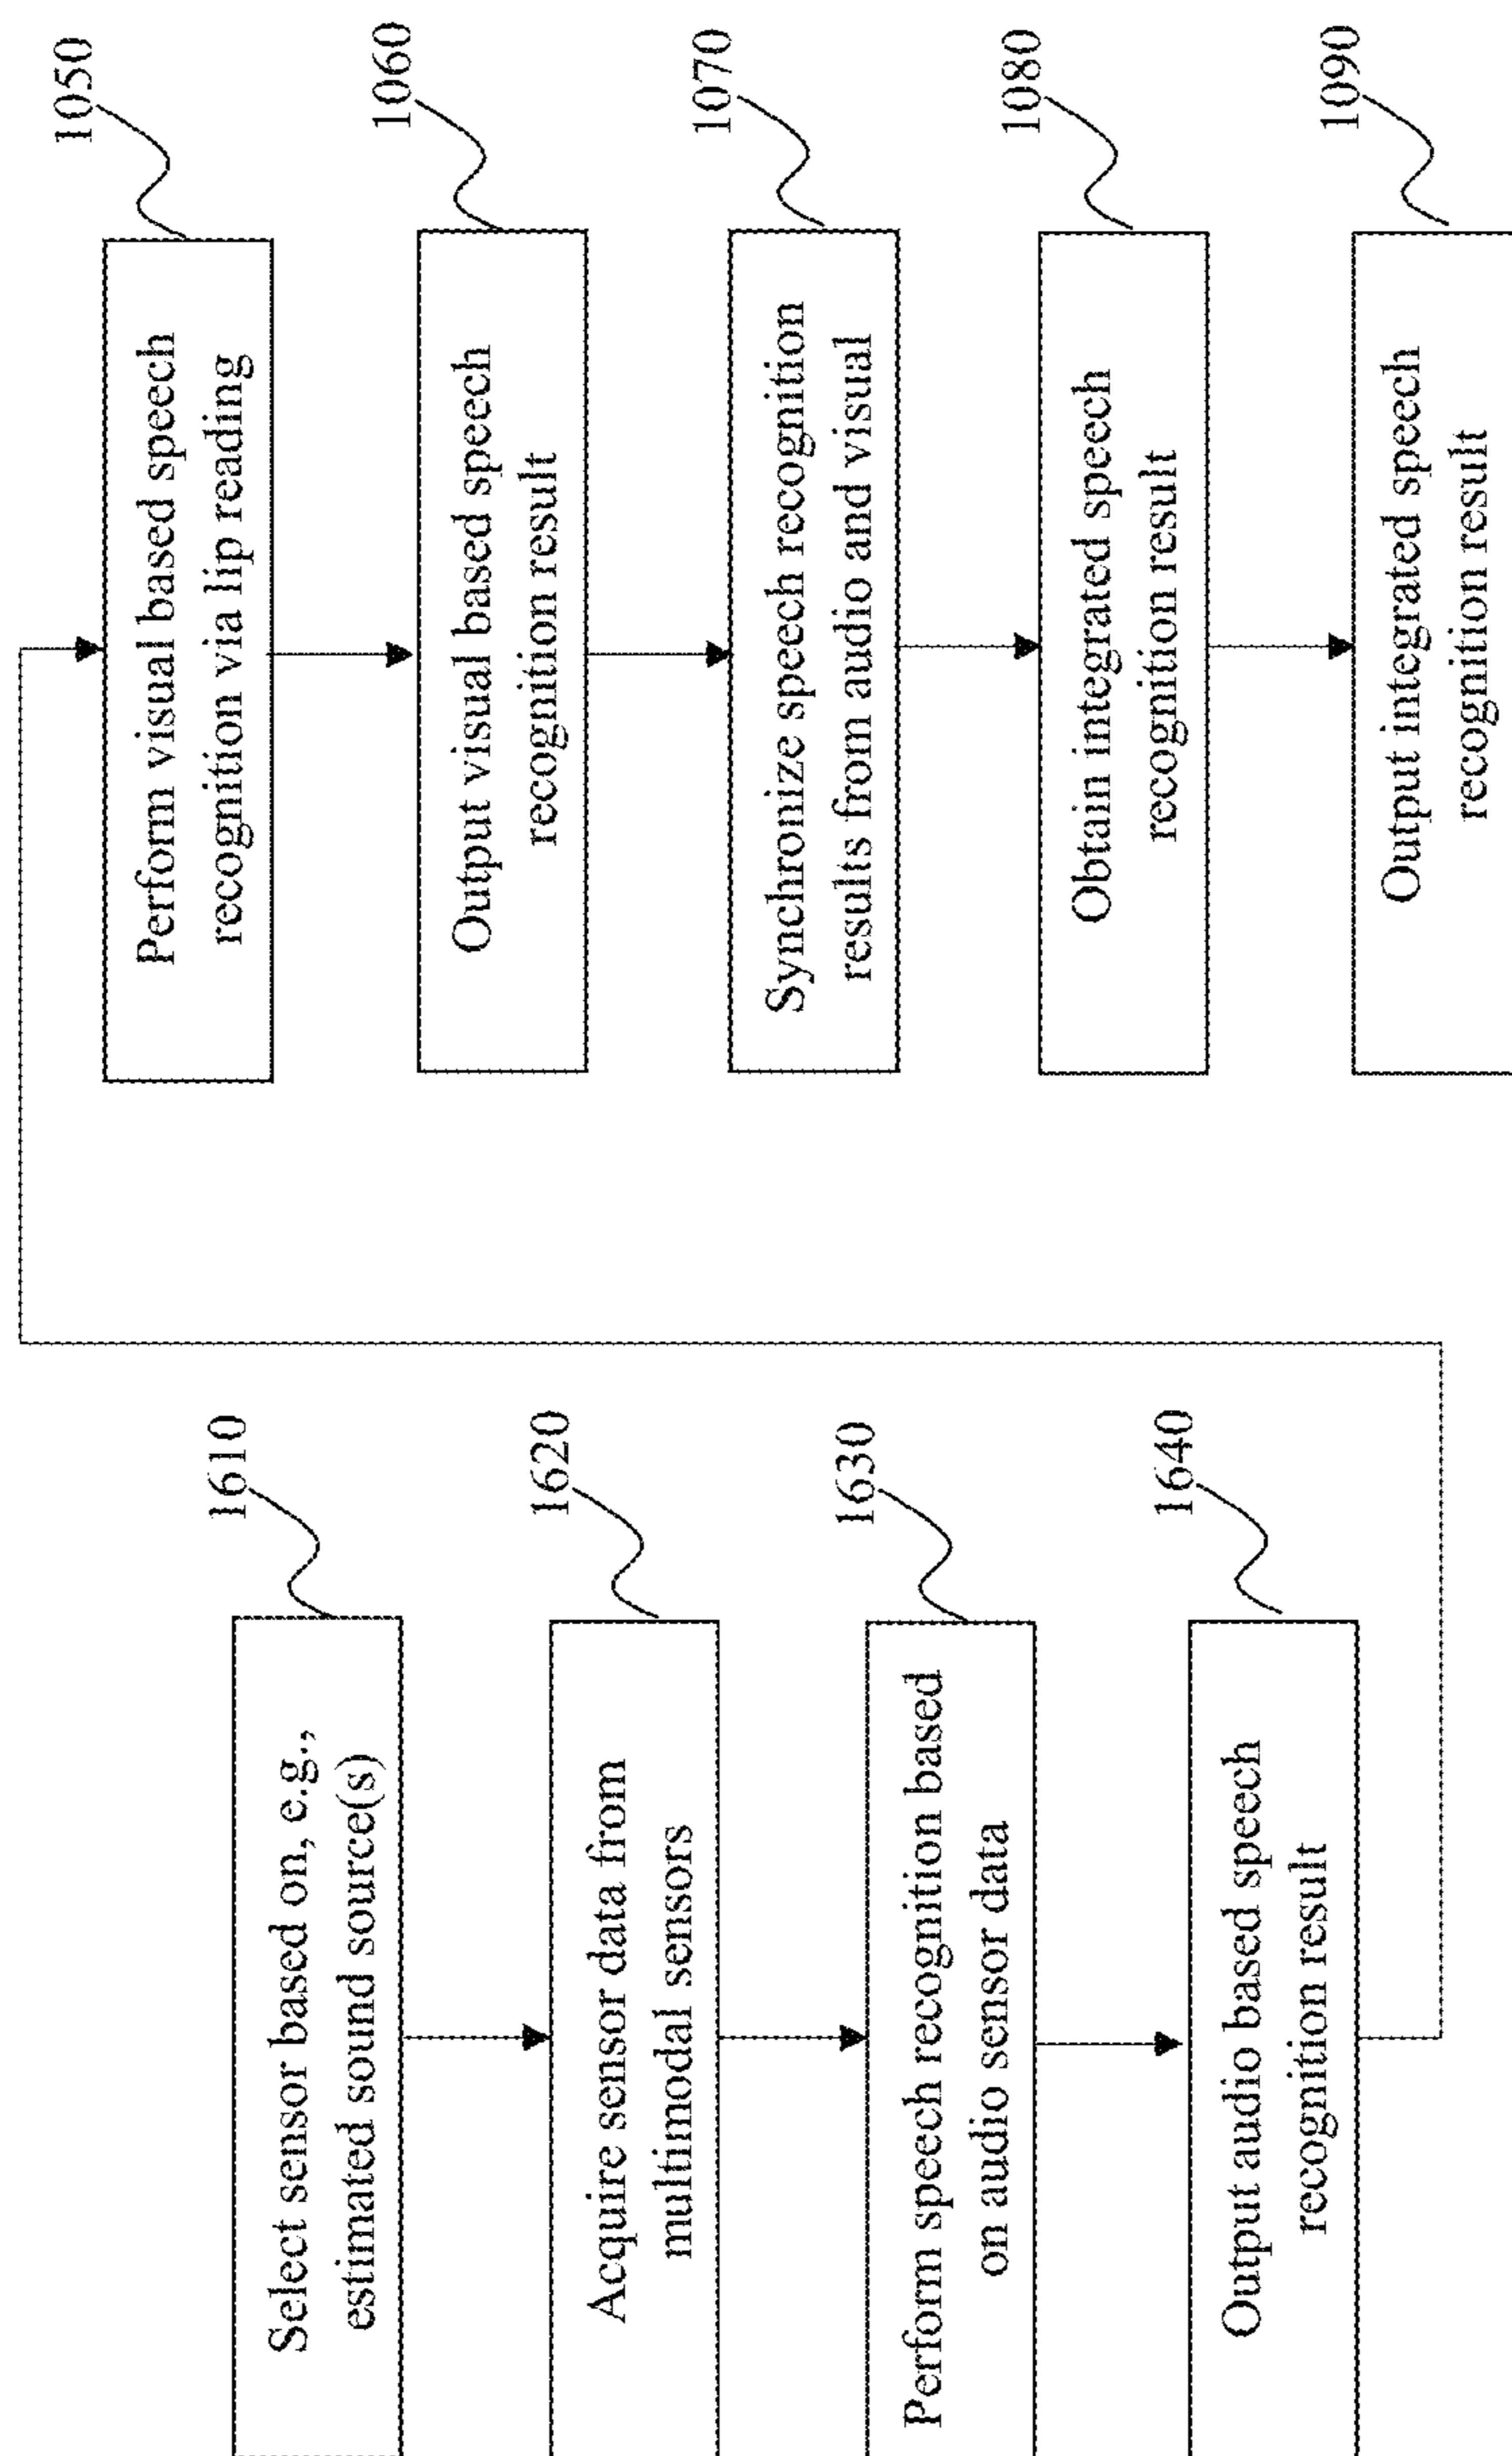 1610
Select sensor based on, e.g.,
estimated sound source(s)
1620
Acquire sensor data from
multimodal sensors
1630
Perform speech recognition based
on audio sensor data
1640
Output audio based speech
recognition result
1050
Perform visual based speech
recognition via lip reading
1060
Output visual based speech
recognition result
1070
Synchronize speech recognition
results from audio and visual
1080
Obtain integrated speech
recognition result
1090
Output integrated speech
recognition result